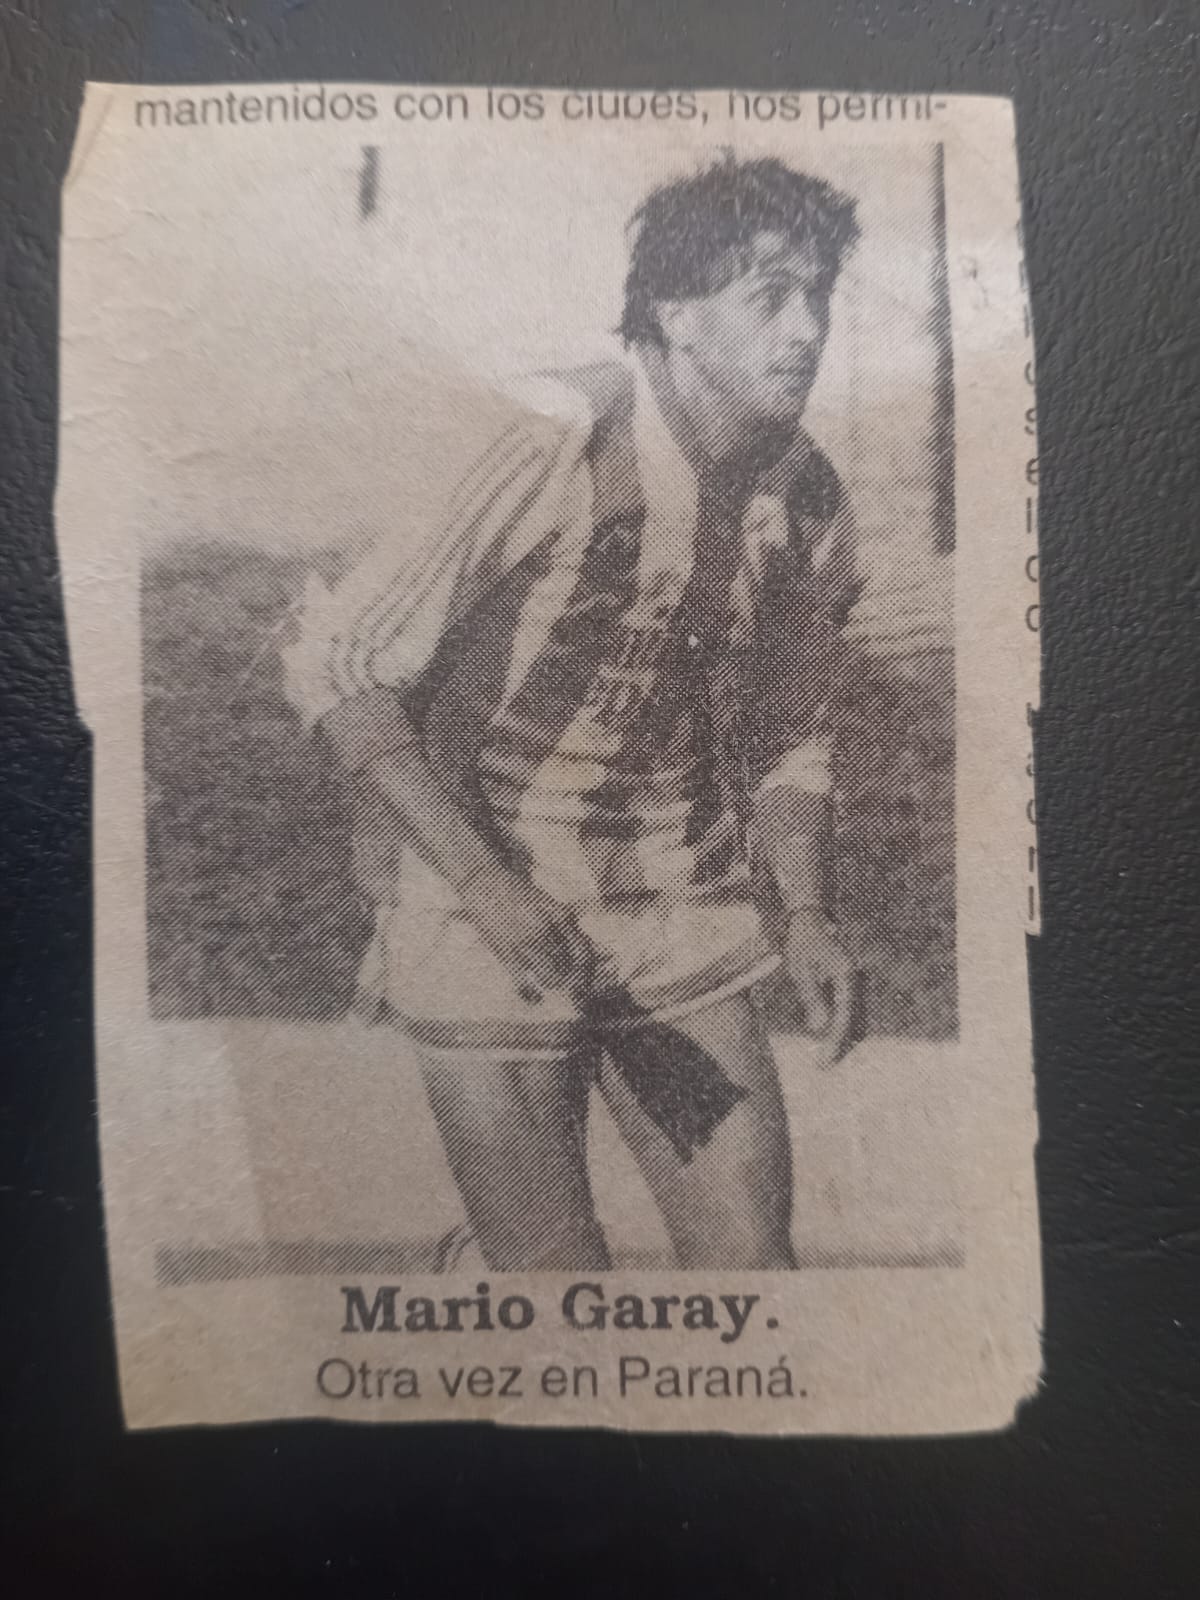 mantenidos con los clubes, nos permi-
Mario Garay.
Otra vez en Paraná.